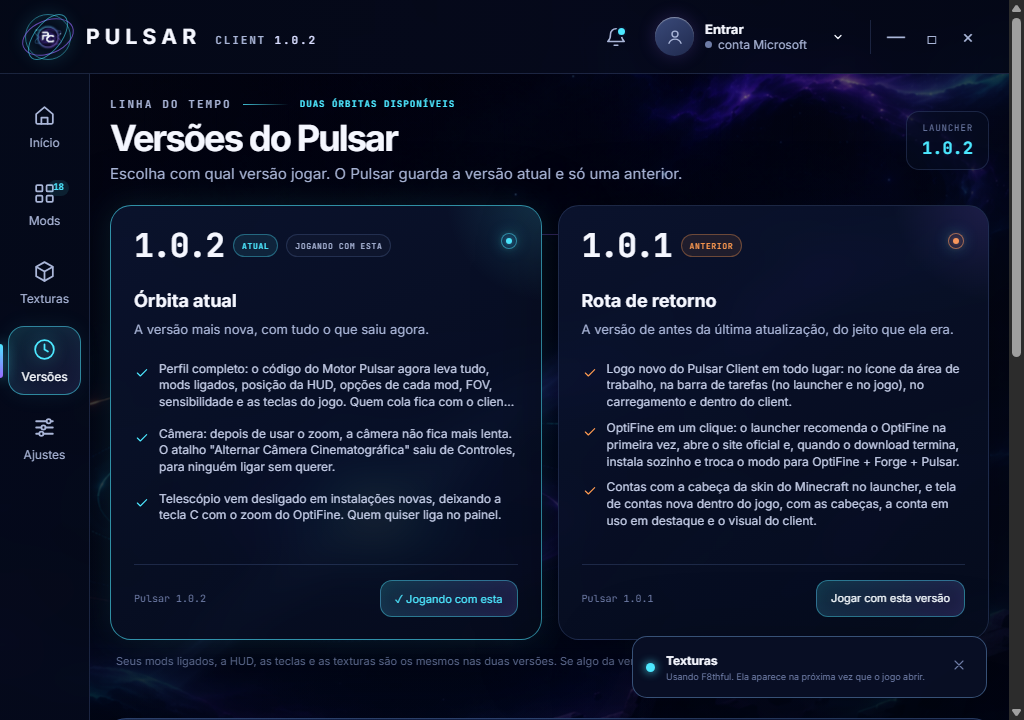 PULSAR CLIENT 1.0.2
Entrar
conta Microsoft
Início
18
Mods
Texturas
Versões
Ajustes
LINHA DO TEMPO DUAS ÓRBITAS DISPONÍVEIS
Versões do Pulsar
Escolha com qual versão jogar. O Pulsar guarda a versão atual e só uma anterior.
LAUNCHER
1.0.2
1.0.2 ATUAL JOGANDO COM ESTA
Órbita atual
A versão mais nova, com tudo o que saiu agora.
Perfil completo: o código do Motor Pulsar agora leva tudo,
mods ligados, posição da HUD, opções de cada mod, FOV,
sensibilidade e as teclas do jogo. Quem cola fica com o clien...
Câmera: depois de usar o zoom, a câmera não fica mais lenta.
O atalho "Alternar Câmera Cinematográfica" saiu de Controles,
para ninguém ligar sem querer.
Telescópio vem desligado em instalações novas, deixando a
tecla C com o zoom do OptiFine. Quem quiser liga no painel.
Pulsar 1.0.2
✓ Jogando com esta
1.0.1 ANTERIOR
Rota de retorno
A versão de antes da última atualização, do jeito que ela era.
Logo novo do Pulsar Client em todo lugar: no ícone da área de
trabalho, na barra de tarefas (no launcher e no jogo), no
carregamento e dentro do client.
OptiFine em um clique: o launcher recomenda o OptiFine na
primeira vez, abre o site oficial e, quando o download termina,
instala sozinho e troca o modo para OptiFine + Forge + Pulsar.
Contas com a cabeça da skin do Minecraft no launcher, e tela
de contas nova dentro do jogo, com as cabeças, a conta em
uso em destaque e o visual do client.
Pulsar 1.0.1
Jogar com esta versão
Seus mods ligados, a HUD, as teclas e as texturas são os mesmos nas duas versões. Se algo da
Texturas
Usando F8thful. Ela aparece na próxima vez que o jogo abrir.